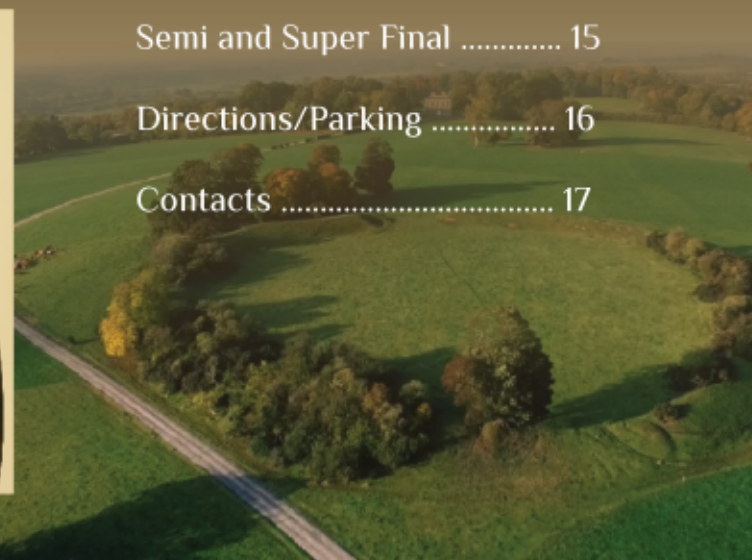 Semi and Super Final ............. 15
Directions/Parking ................ 16
Contacts ................................... 17